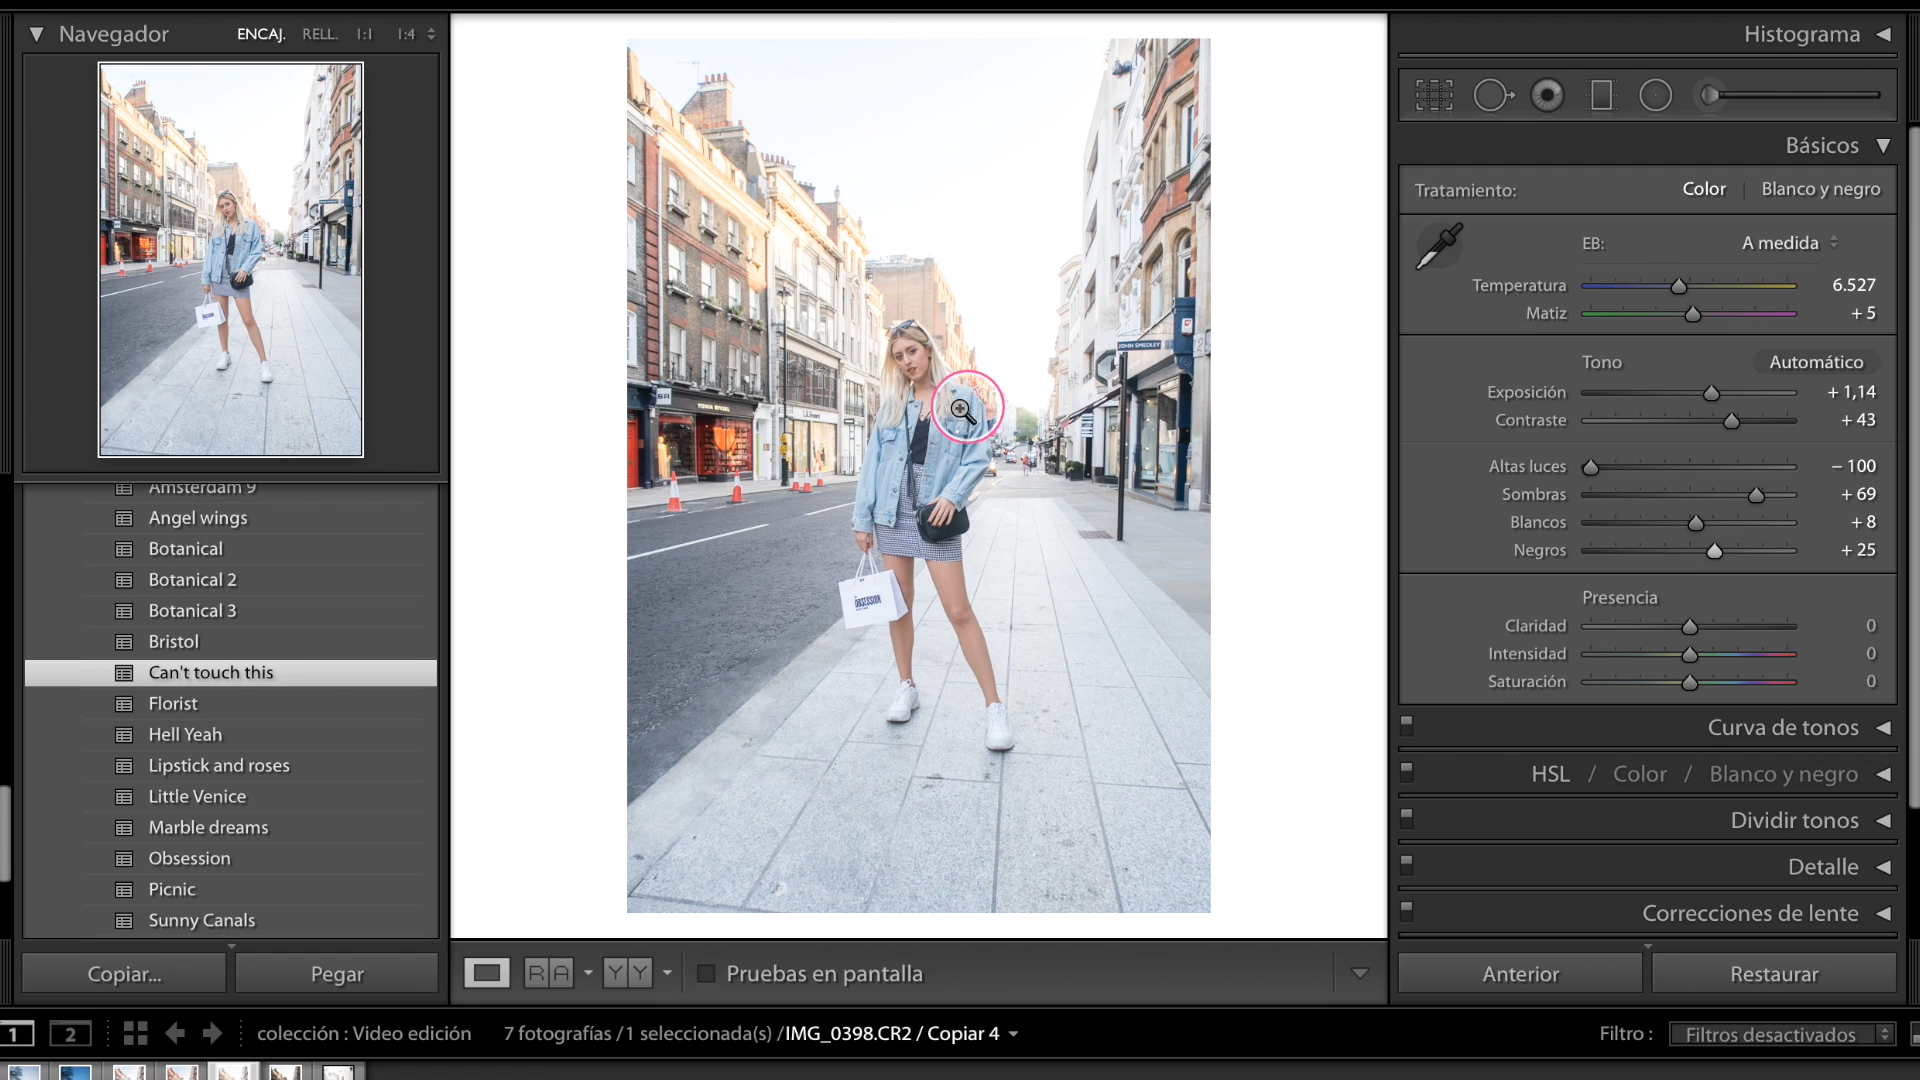 Navegador
ENCAJ. RELL. 1:1 1:4
Amsterdam 9
Angel wings
Botanical
Botanical 2
Botanical 3
Bristol
Can't touch this
Florist
Hell Yeah
Lipstick and roses
Little Venice
Marble dreams
Obsession
Picnic
Sunny Canals
Copiar...
Pegar
JOHN SMEDLEY
OBSESSION
R A
Y Y
Pruebas en pantalla
Histograma
Básicos
Tratamiento: Color | Blanco y negro
EB: A medida
Temperatura 6.527
Matiz + 5
Tono Automático
Exposición + 1,14
Contraste + 43
Altas luces – 100
Sombras + 69
Blancos + 8
Negros + 25
Presencia
Claridad 0
Intensidad 0
Saturación 0
Curva de tonos
HSL / Color / Blanco y negro
Dividir tonos
Detalle
Correcciones de lente
Anterior
Restaurar
1 2 colección : Video edición 7 fotografías /1 seleccionada(s) /IMG_0398.CR2 / Copiar 4 Filtro : Filtros desactivados